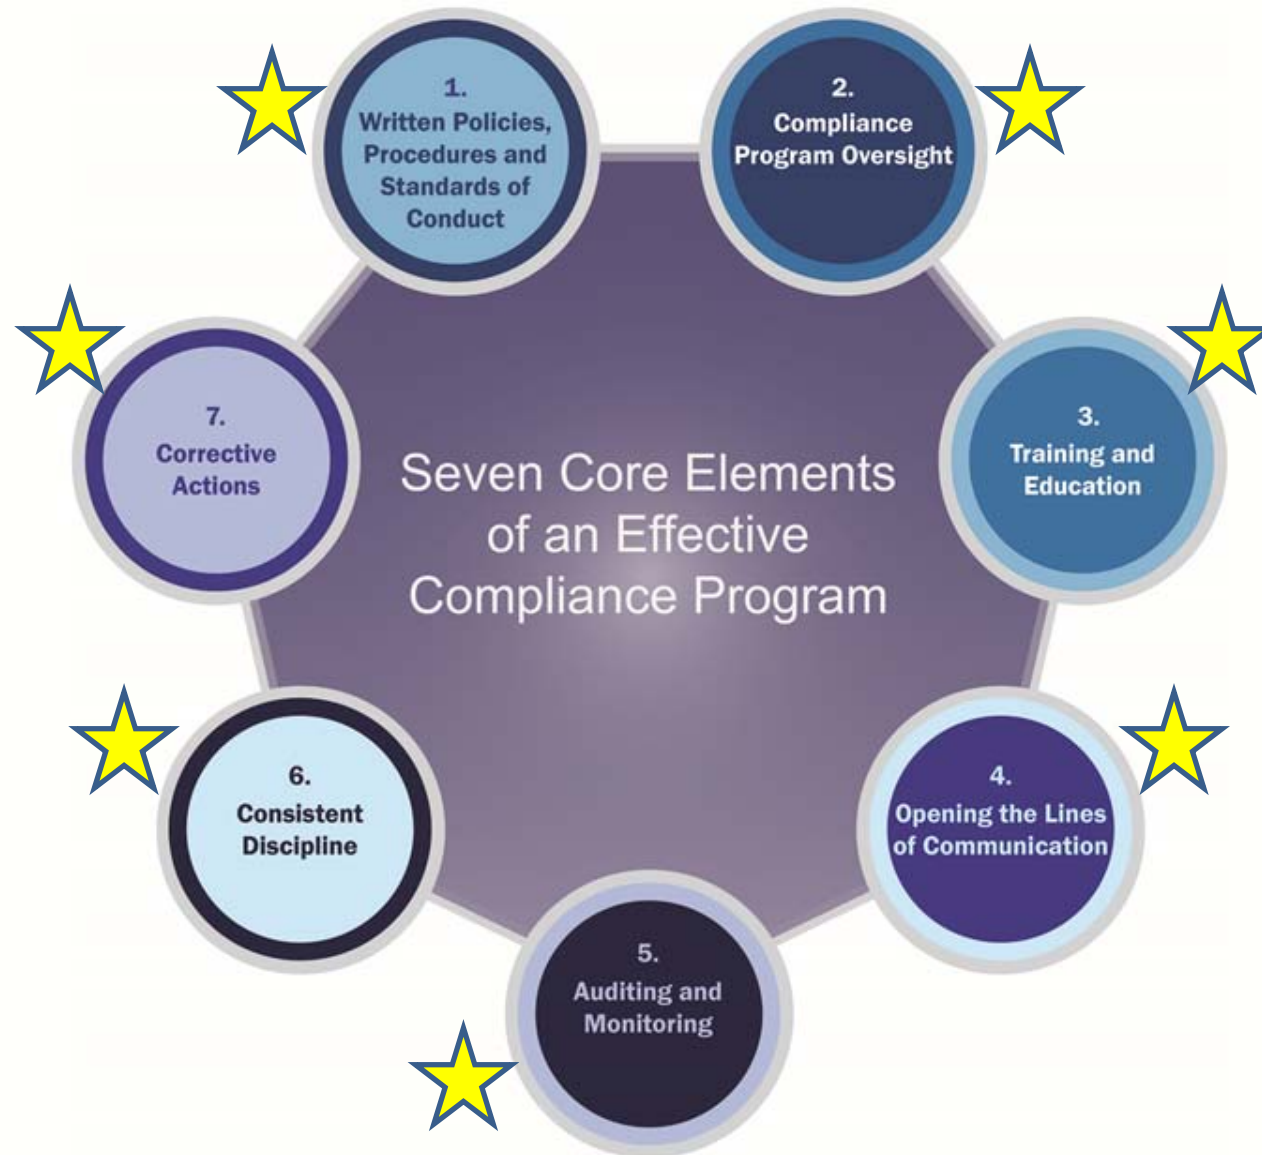 Seven Core Elements
of an Effective
Compliance Program
1.
Written Policies,
Procedures and
Standards of
Conduct
2.
Compliance
Program Oversight
3.
Training and
Education
4.
Opening the Lines
of Communication
5.
Auditing and
Monitoring
6.
Consistent
Discipline
7.
Corrective
Actions